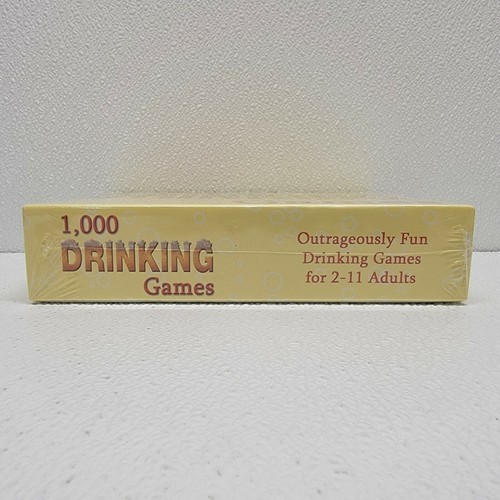 1,000
DRINKING
Games
Outrageously Fun
Drinking Games
for 2-11 Adults